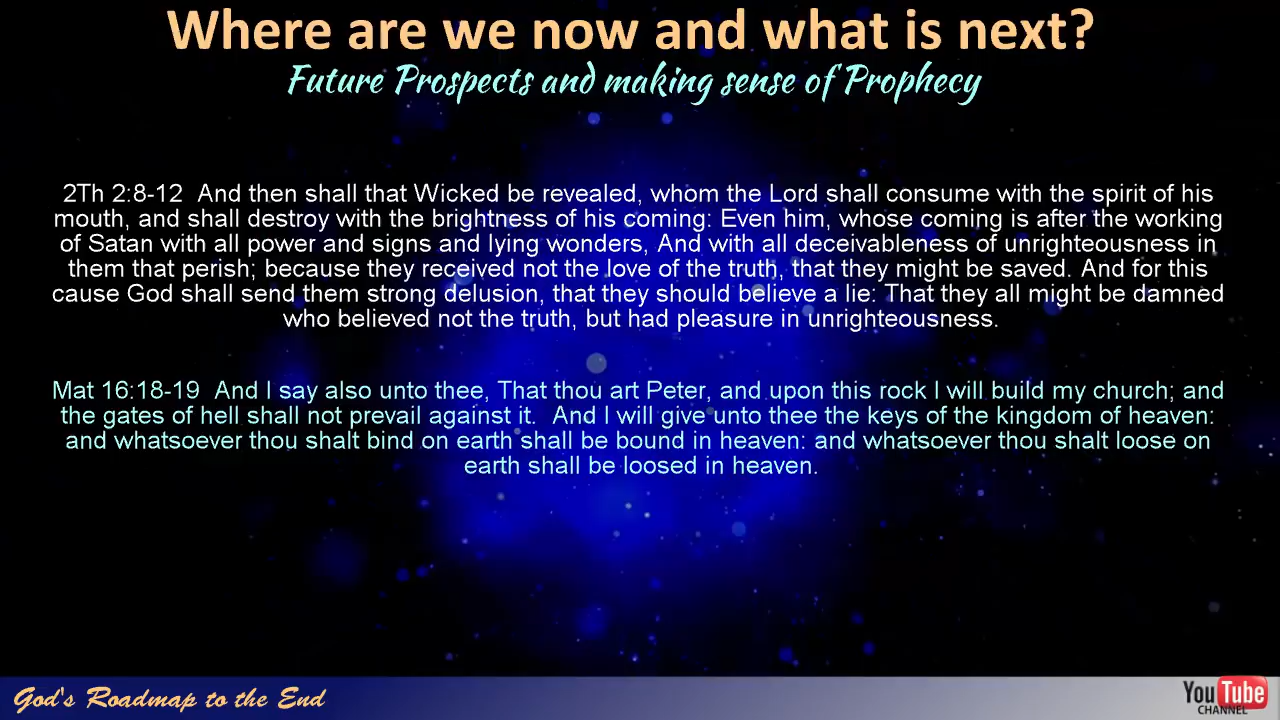 Where are we now and what is next?
Future Prospects and making sense of Prophecy
2Th 2:8-12  And then shall that Wicked be revealed, whom the Lord shall consume with the spirit of his
mouth, and shall destroy with the brightness of his coming: Even him, whose coming is after the working
of Satan with all power and signs and lying wonders, And with all deceivableness of unrighteousness in
them that perish; because they received not the love of the truth, that they might be saved. And for this
cause God shall send them strong delusion, that they should believe a lie: That they all might be damned
who believed not the truth, but had pleasure in unrighteousness.
Mat 16:18-19  And I say also unto thee, That thou art Peter, and upon this rock I will build my church; and
the gates of hell shall not prevail against it.  And I will give unto thee the keys of the kingdom of heaven:
and whatsoever thou shalt bind on earth shall be bound in heaven: and whatsoever thou shalt loose on
earth shall be loosed in heaven.
God's Roadmap to the End
YouTube
CHANNEL